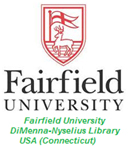 Fairfield
UNIVERSITY
Fairfield University
DiMenna-Nyselius Library
USA (Connecticut)